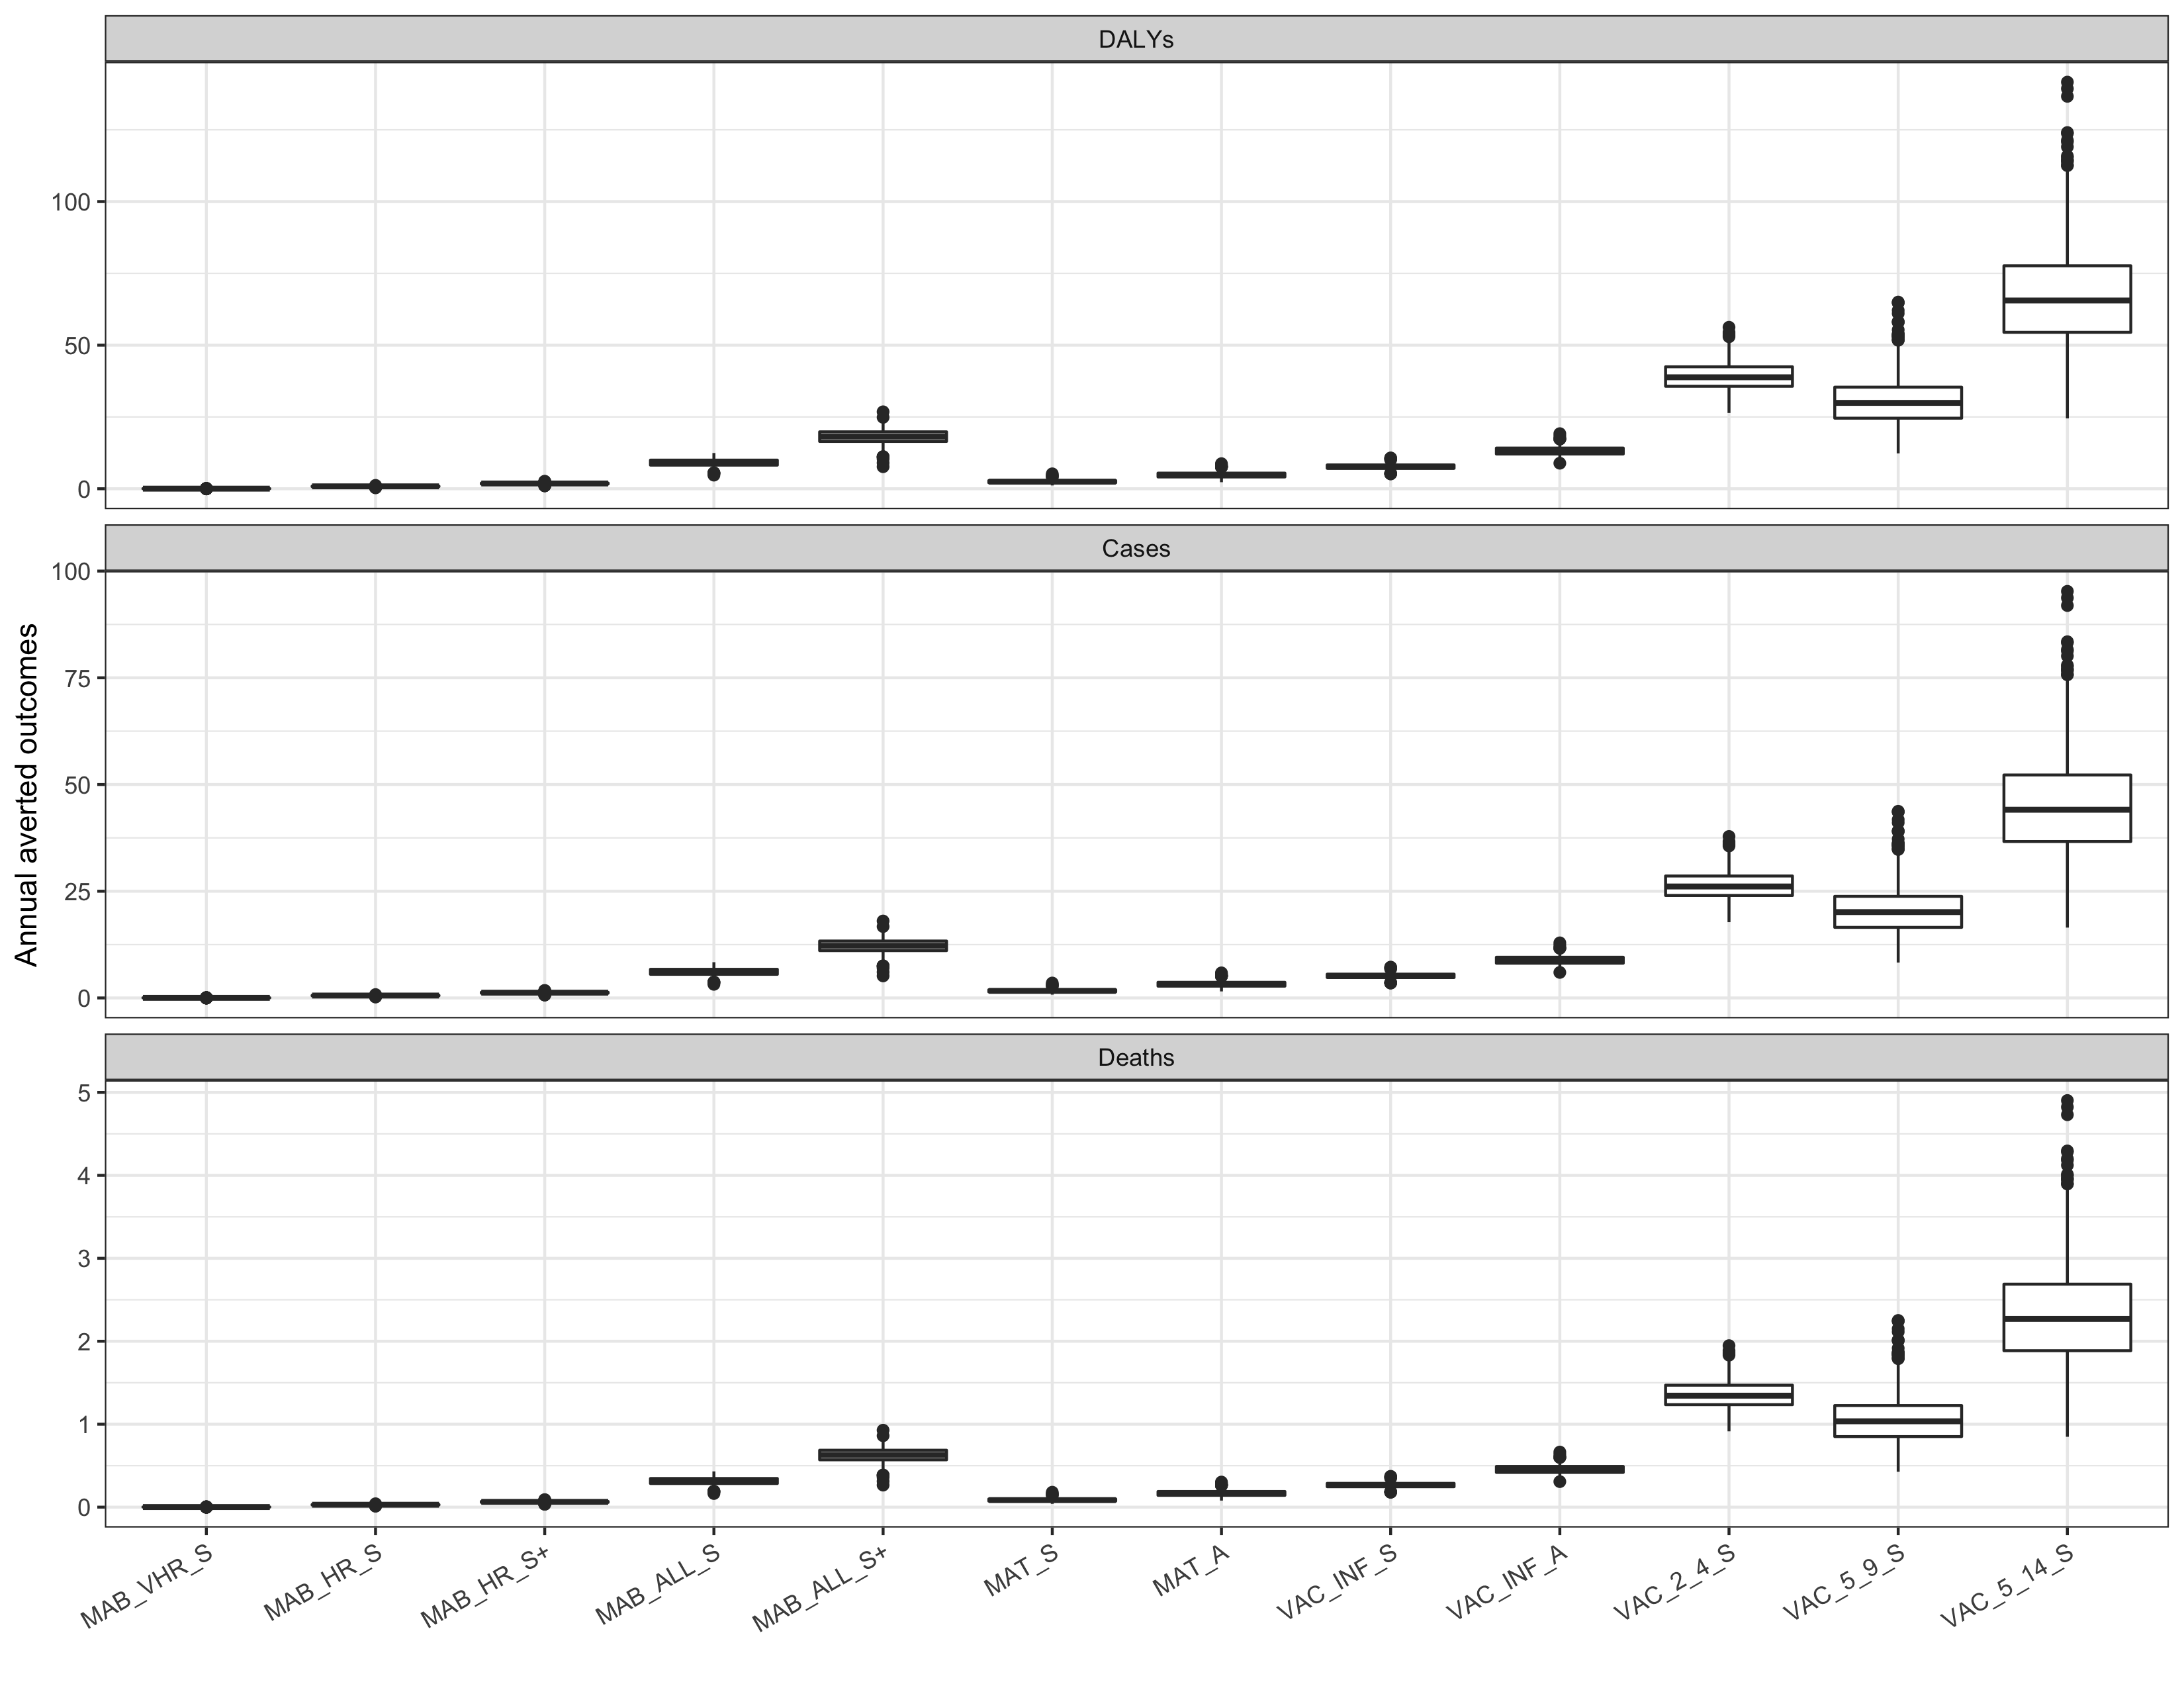 DALYs
100
50
0
Cases
100
75
50
25
0
Annual averted outcomes
Deaths
5
4
3
2
1
0
MAB_VHR_S
MAB_HR_S
MAB_HR_S+
MAB_ALL_S
MAB_ALL_S+
MAT_S
MAT_A
VAC_INF_S
VAC_INF_A
VAC_2_4_S
VAC_5_9_S
VAC_5_14_S